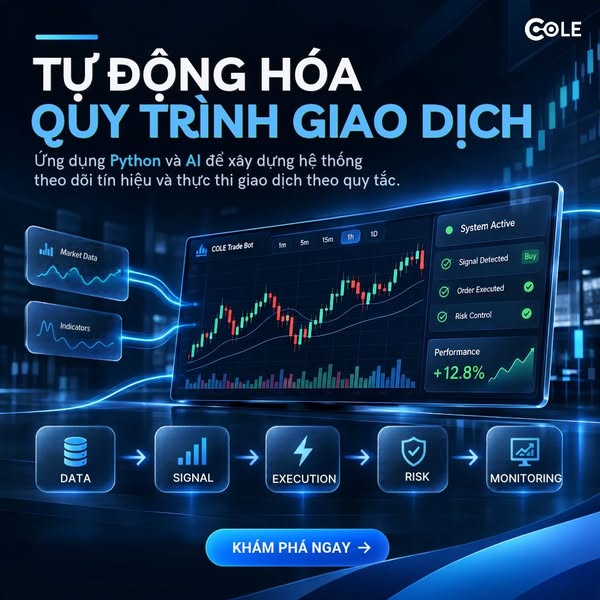 COLE
TỰ ĐỘNG HÓA
QUY TRÌNH GIAO DỊCH
Ứng dụng Python và AI để xây dựng hệ thống
theo dõi tín hiệu và thực thi giao dịch theo quy tắc.
Market Data
Indicators
COLE Trade Bot
1m 5m 15m 1h 1D
System Active
Signal Detected Buy
Order Executed
Risk Control
Performance
+12.8%
DATA
SIGNAL
EXECUTION
RISK
MONITORING
KHÁM PHÁ NGAY →